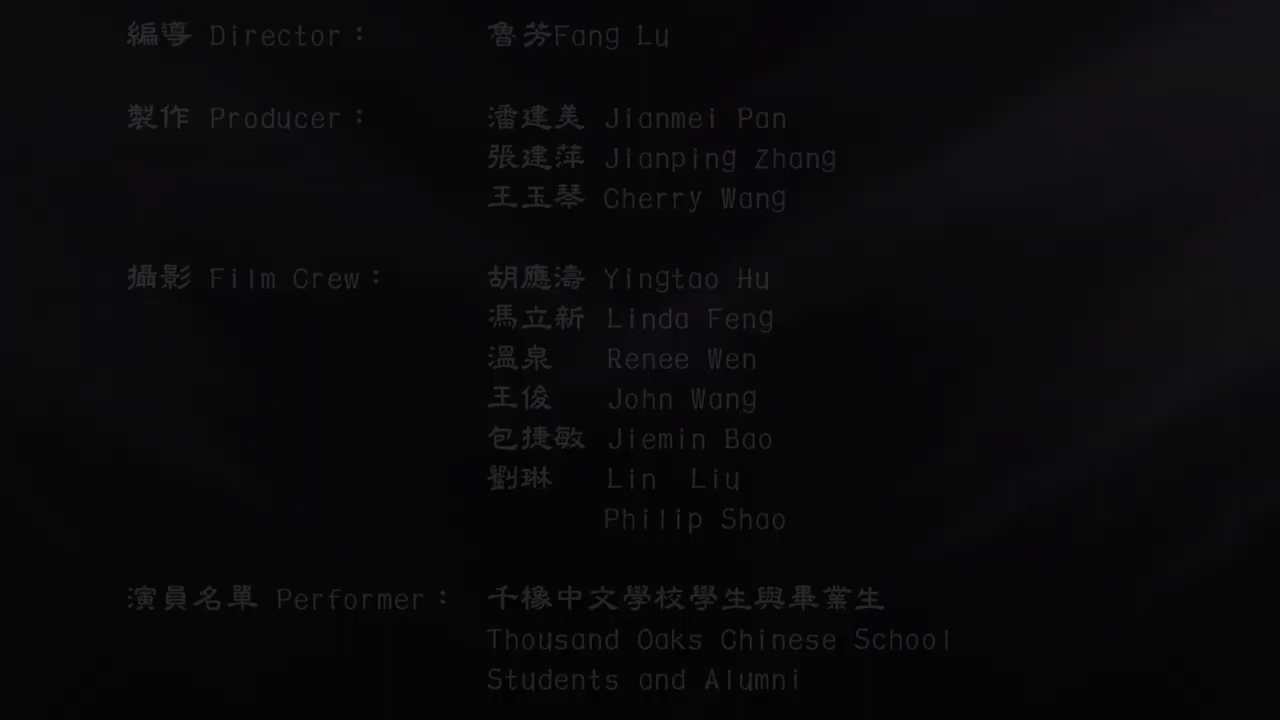 編導 Director： 魯芳Fang Lu
製作 Producer： 潘建美 Jianmei Pan
張建萍 Jianping Zhang
王玉琴 Cherry Wang
攝影 Film Crew： 胡應濤 Yingtao Hu
馮立新 Linda Feng
溫泉 Renee Wen
王俊 John Wang
包捷敏 Jiemin Bao
劉琳 Lin Liu
Philip Shao
演員名單 Performer： 千橡中文學校學生與畢業生
Thousand Oaks Chinese School
Students and Alumni